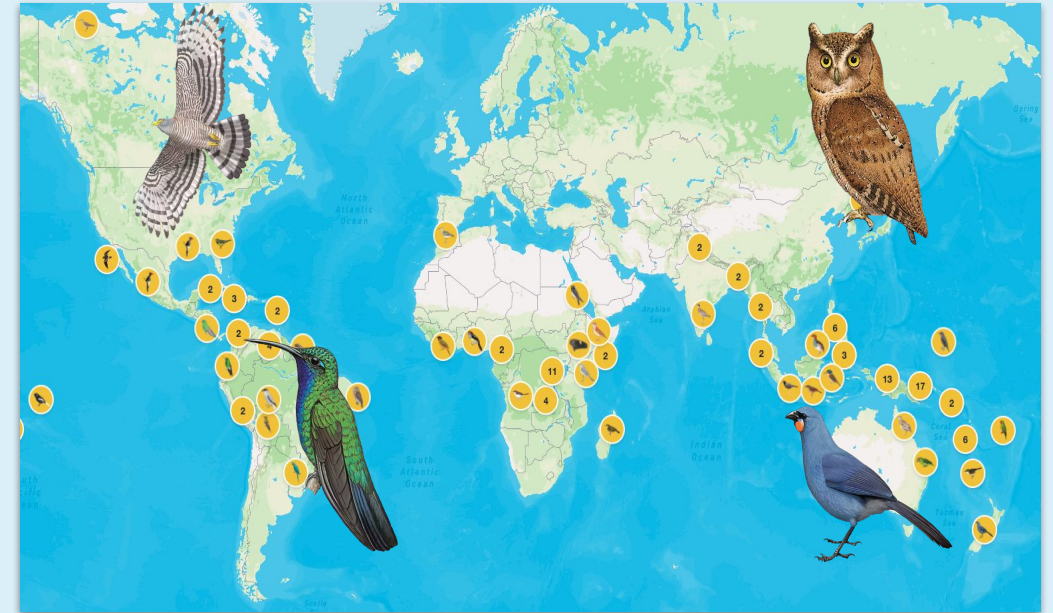 Bering
Sea
North
Atlantic
Ocean
2
2
2
3
2
2
Arabian
Sea
2
6
2
2
2
3
11
13
17
2
4
2
Coral
Sea
6
South
Atlantic
Ocean
Indian
Ocean
Tasman
Sea
Scotia